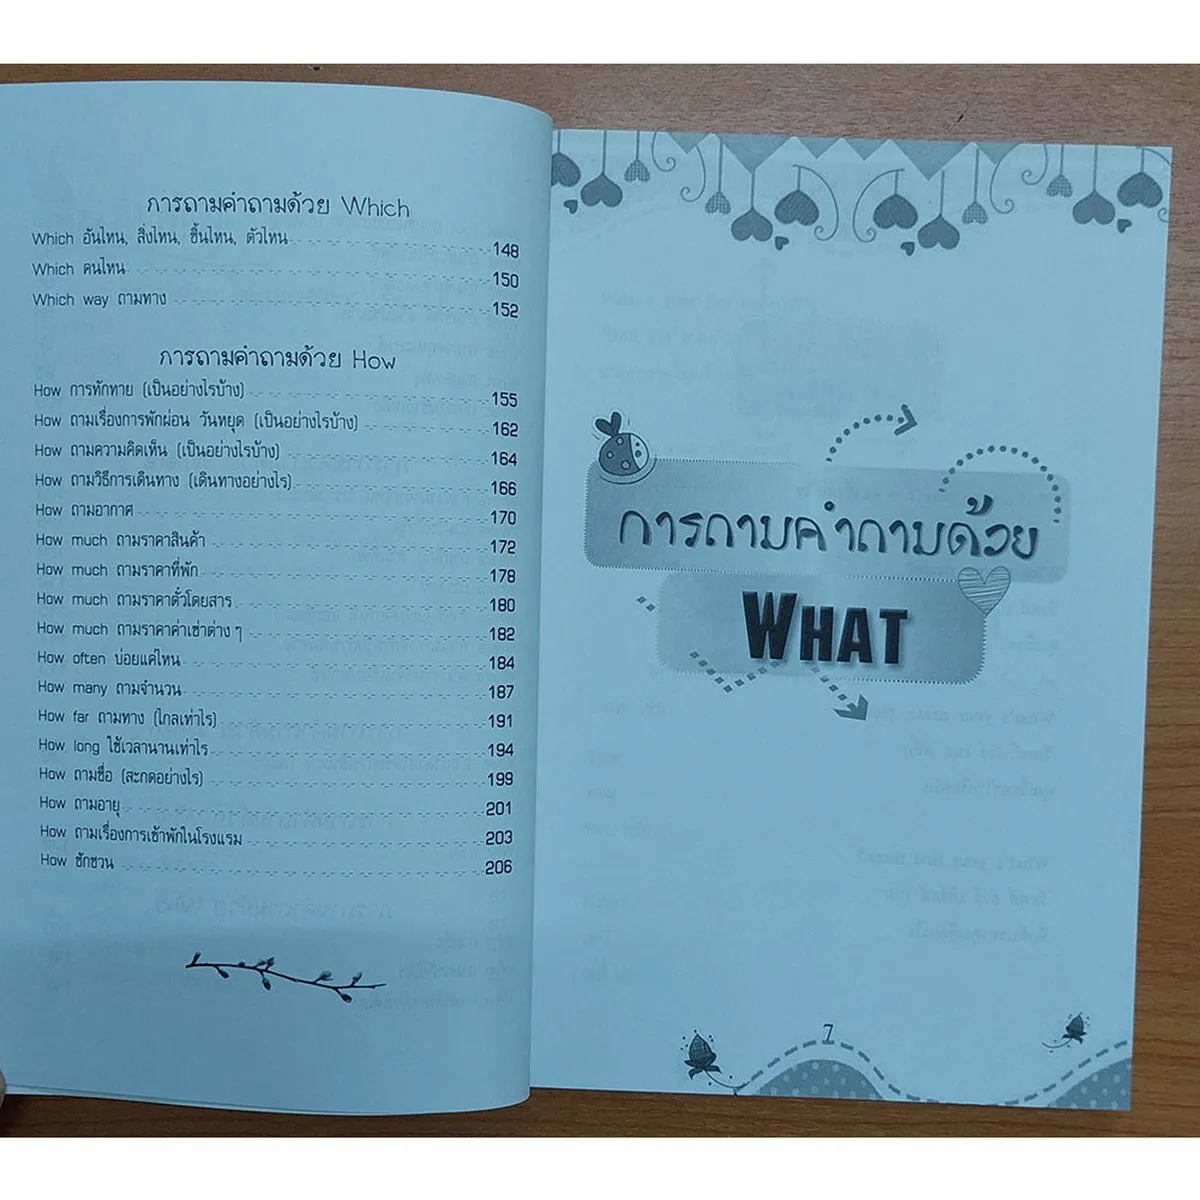 การถามคำถามด้วย Which
Which อันไหน, สิ่งไหน, ชิ้นไหน, ตัวไหน 148
Which คนไหน 150
Which way ถามทาง 152
การถามคำถามด้วย How
How การทักทาย (เป็นอย่างไรบ้าง) 155
How ถามเรื่องการพักผ่อน วันหยุด (เป็นอย่างไรบ้าง) 162
How ถามความคิดเห็น (เป็นอย่างไรบ้าง) 164
How ถามวิธีการเดินทาง (เดินทางอย่างไร) 166
How ถามอากาศ 170
How much ถามราคาสินค้า 172
How much ถามราคาที่พัก 178
How much ถามราคาตั๋วโดยสาร 180
How much ถามราคาค่าเช่าต่าง ๆ 182
How often บ่อยแค่ไหน 184
How many ถามจำนวน 187
How far ถามทาง (ไกลเท่าไร) 191
How long ใช้เวลานานเท่าไร 194
How ถามชื่อ (สะกดอย่างไร) 199
How ถามอายุ 201
How ถามเรื่องการเข้าพักในโรงแรม 203
How ชักชวน 206
การถามคำถามด้วย
WHAT
7